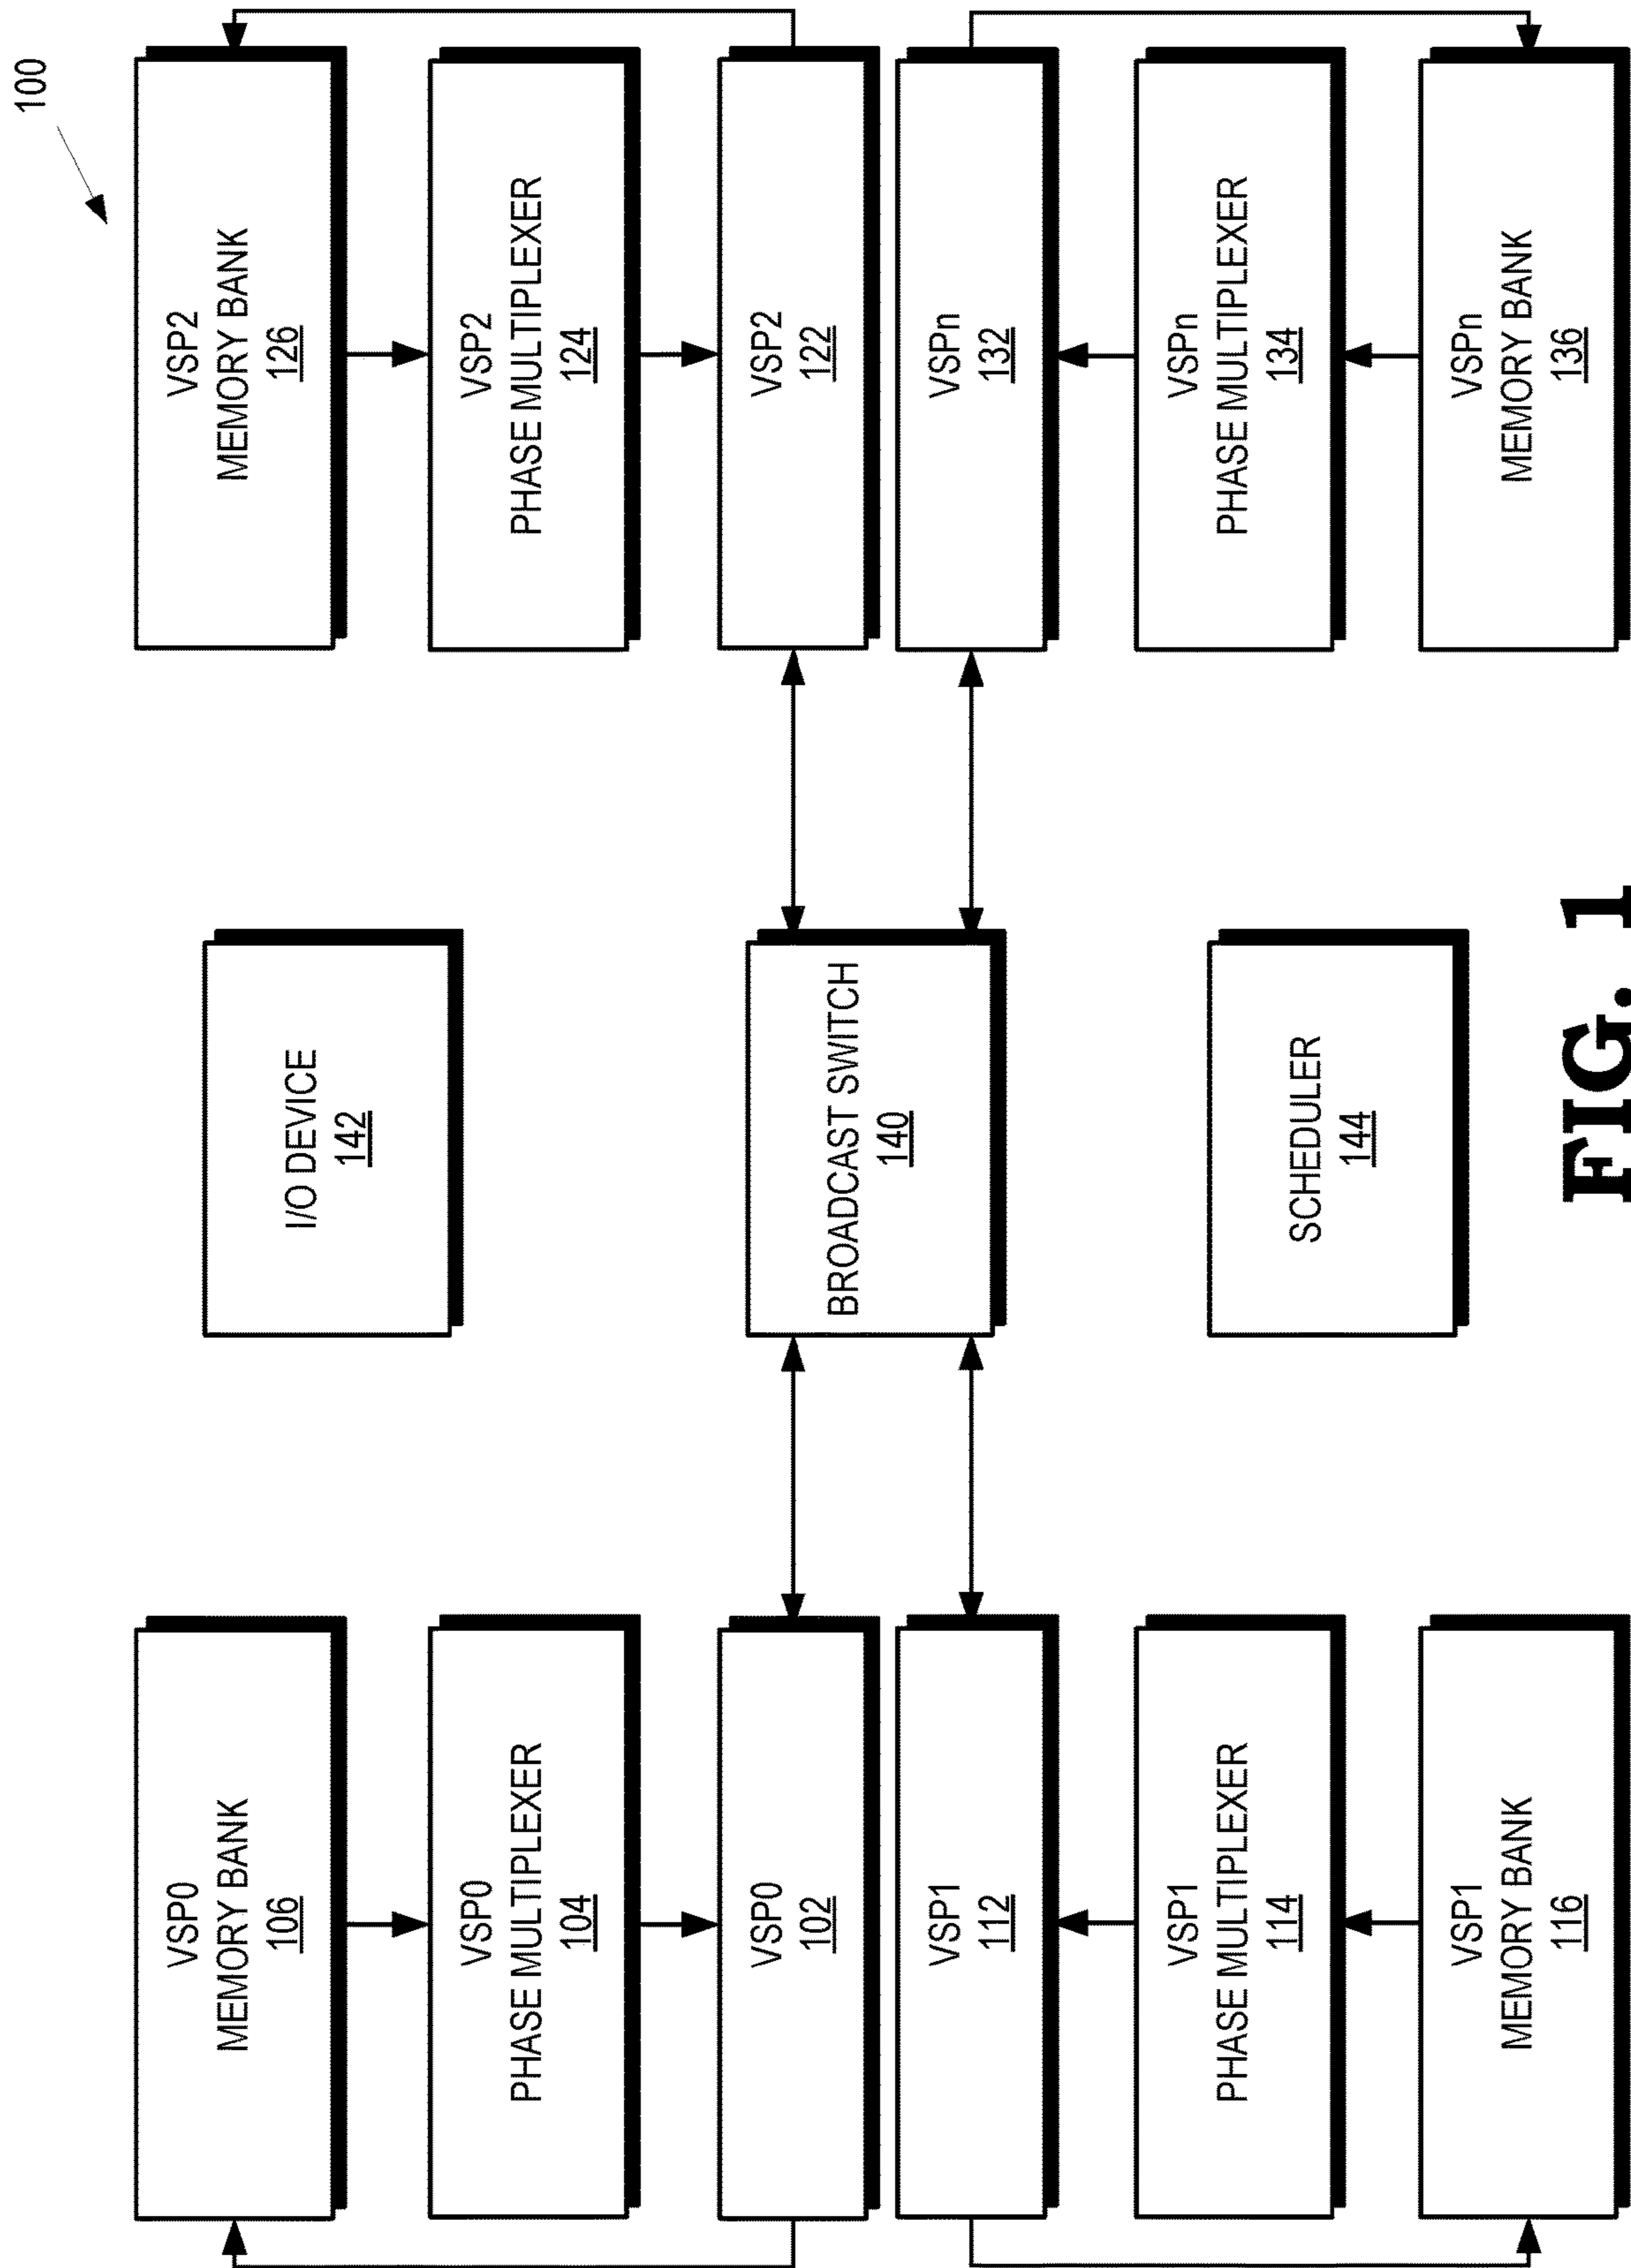 100
VSP0
MEMORY BANK
106
VSP0
PHASE MULTIPLEXER
104
VSP0
102
VSP1
112
VSP1
PHASE MULTIPLEXER
114
VSP1
MEMORY BANK
116
I/O DEVICE
142
BROADCAST SWITCH
140
SCHEDULER
144
VSP2
MEMORY BANK
126
VSP2
PHASE MULTIPLEXER
124
VSP2
122
VSPn
132
VSPn
PHASE MULTIPLEXER
134
VSPn
MEMORY BANK
136
FIG. 1